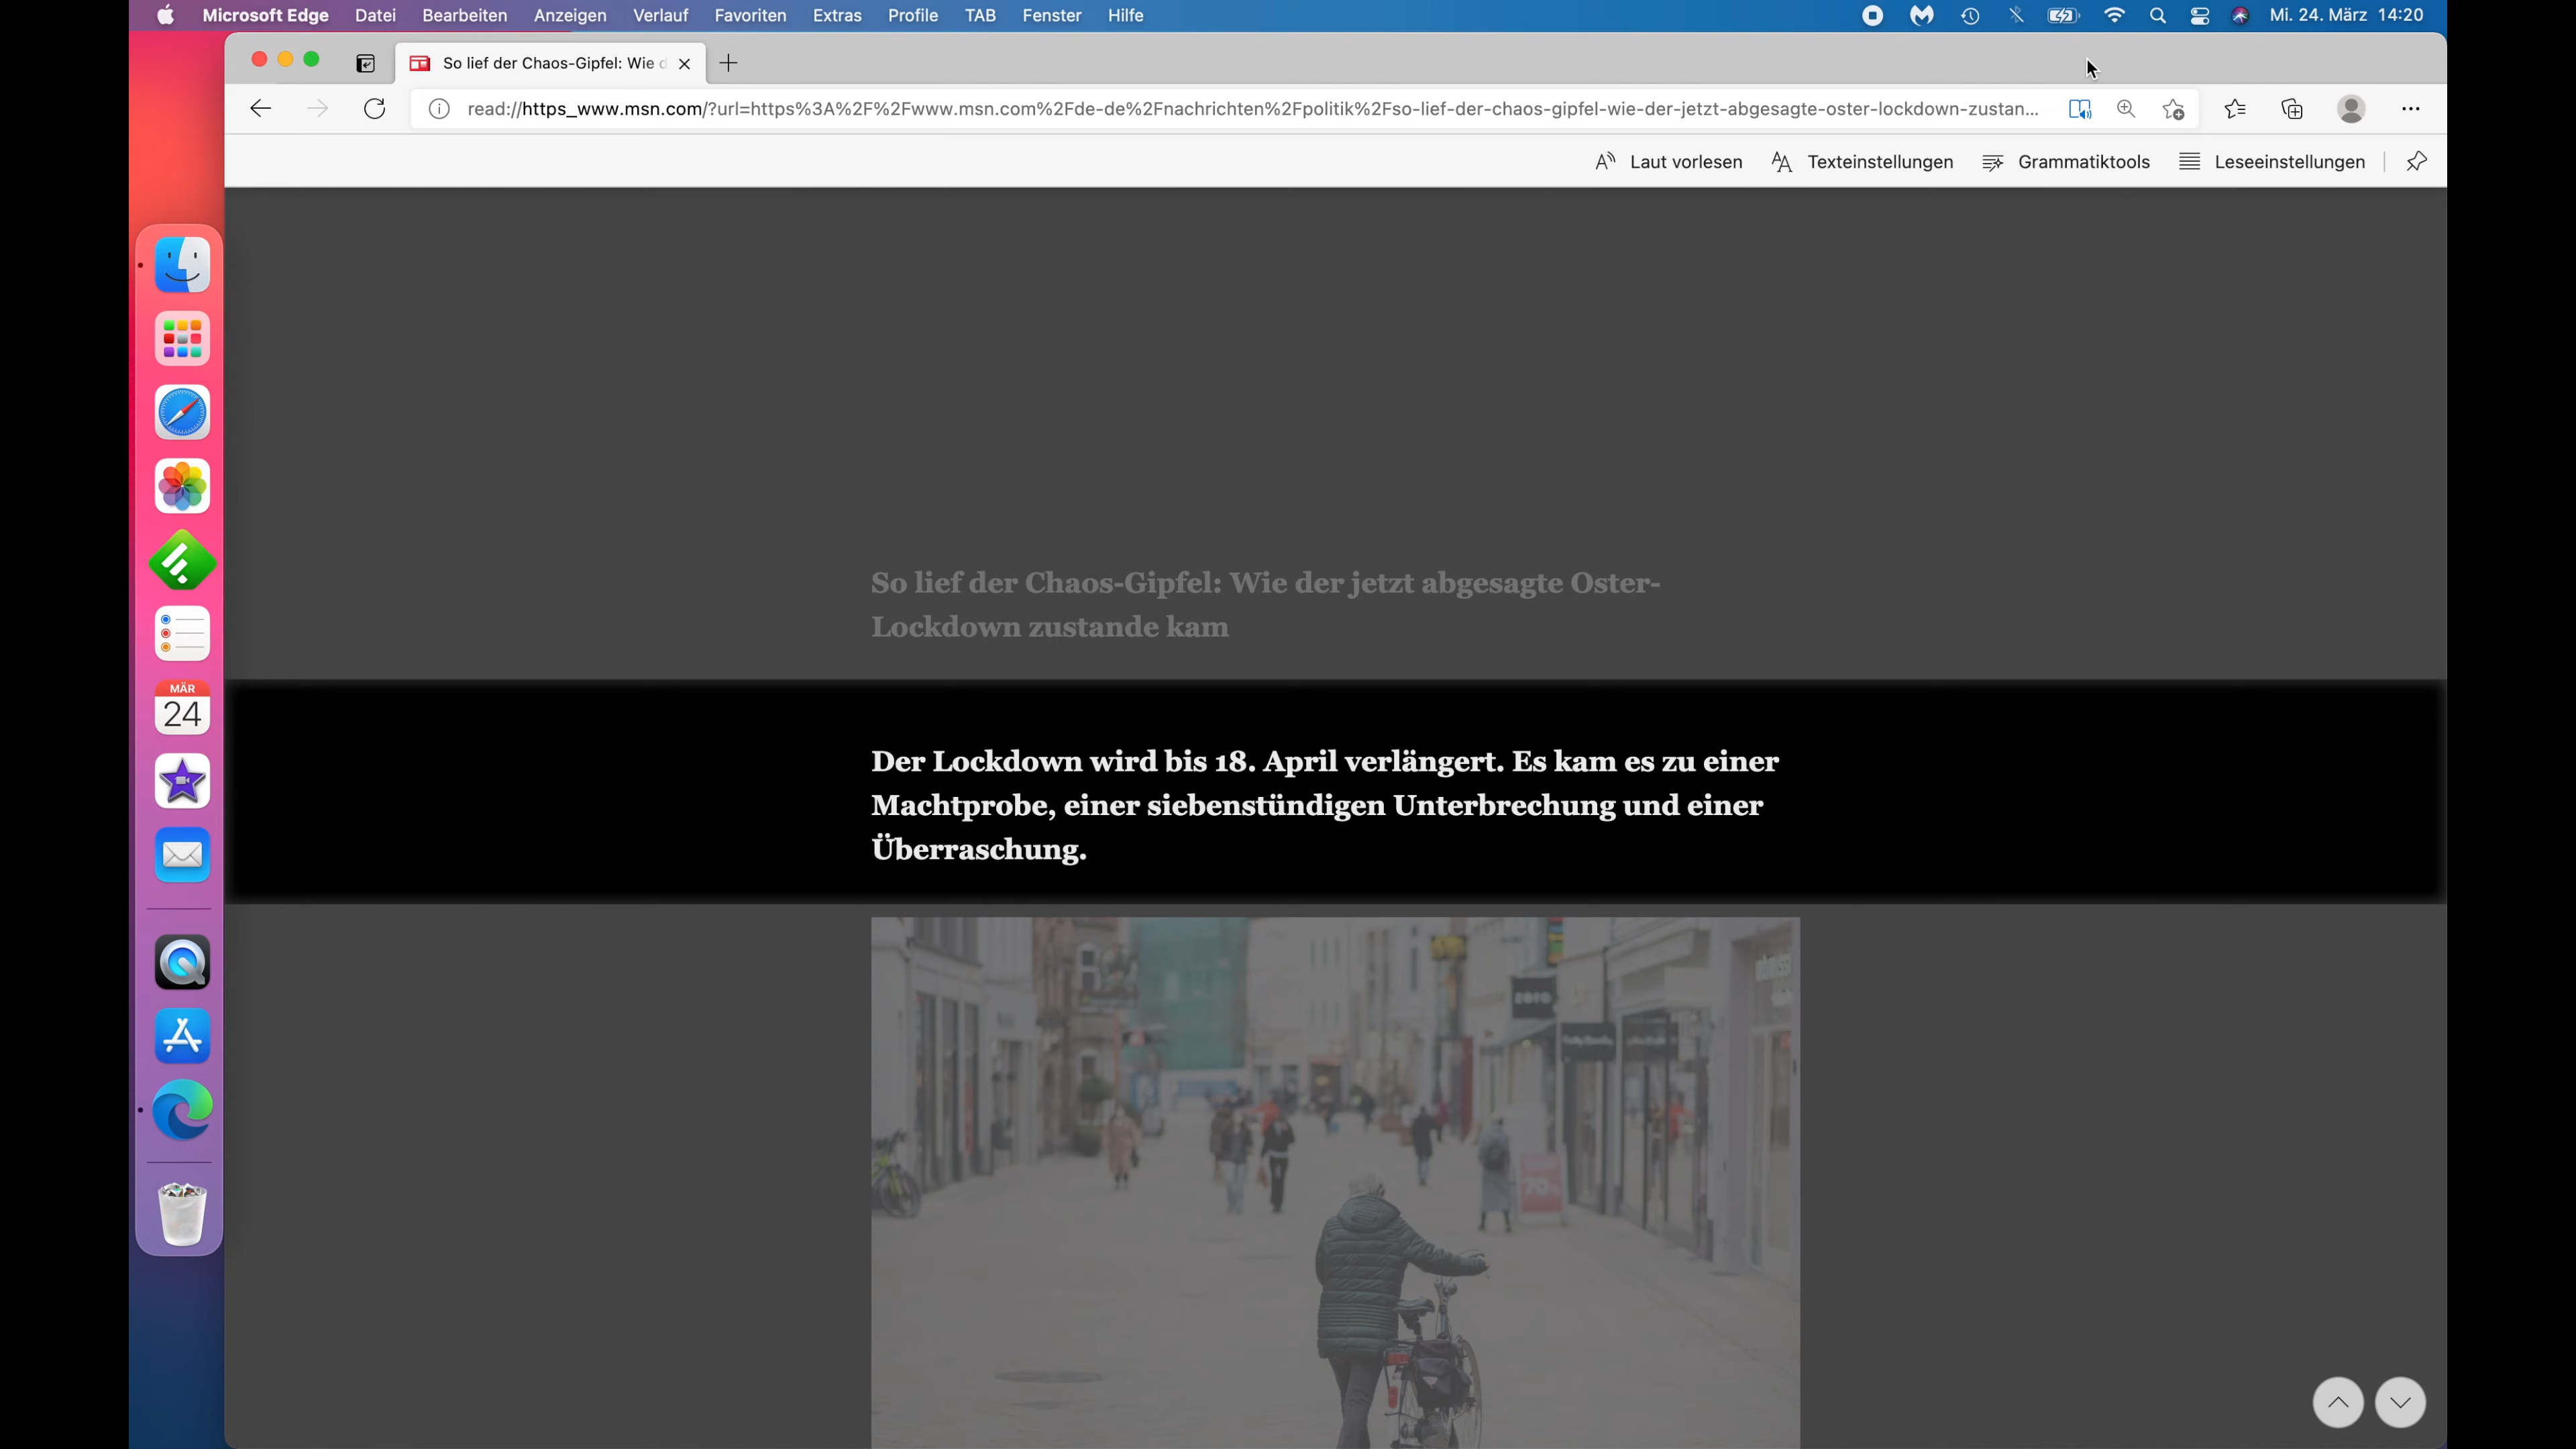 Microsoft Edge Datei Bearbeiten Anzeigen Verlauf Favoriten Extras Profile TAB Fenster Hilfe Mi. 24. März 14:20
So lief der Chaos-Gipfel: Wie d
read://https_www.msn.com/?url=https%3A%2F%2Fwww.msn.com%2Fde-de%2Fnachrichten%2Fpolitik%2Fso-lief-der-chaos-gipfel-wie-der-jetzt-abgesagte-oster-lockdown-zustan...
Laut vorlesen Texteinstellungen Grammatiktools Leseeinstellungen
So lief der Chaos-Gipfel: Wie der jetzt abgesagte Oster-
Lockdown zustande kam
MÄR
24
Der Lockdown wird bis 18. April verlängert. Es kam es zu einer
Machtprobe, einer siebenstündigen Unterbrechung und einer
Überraschung.
zero
70%